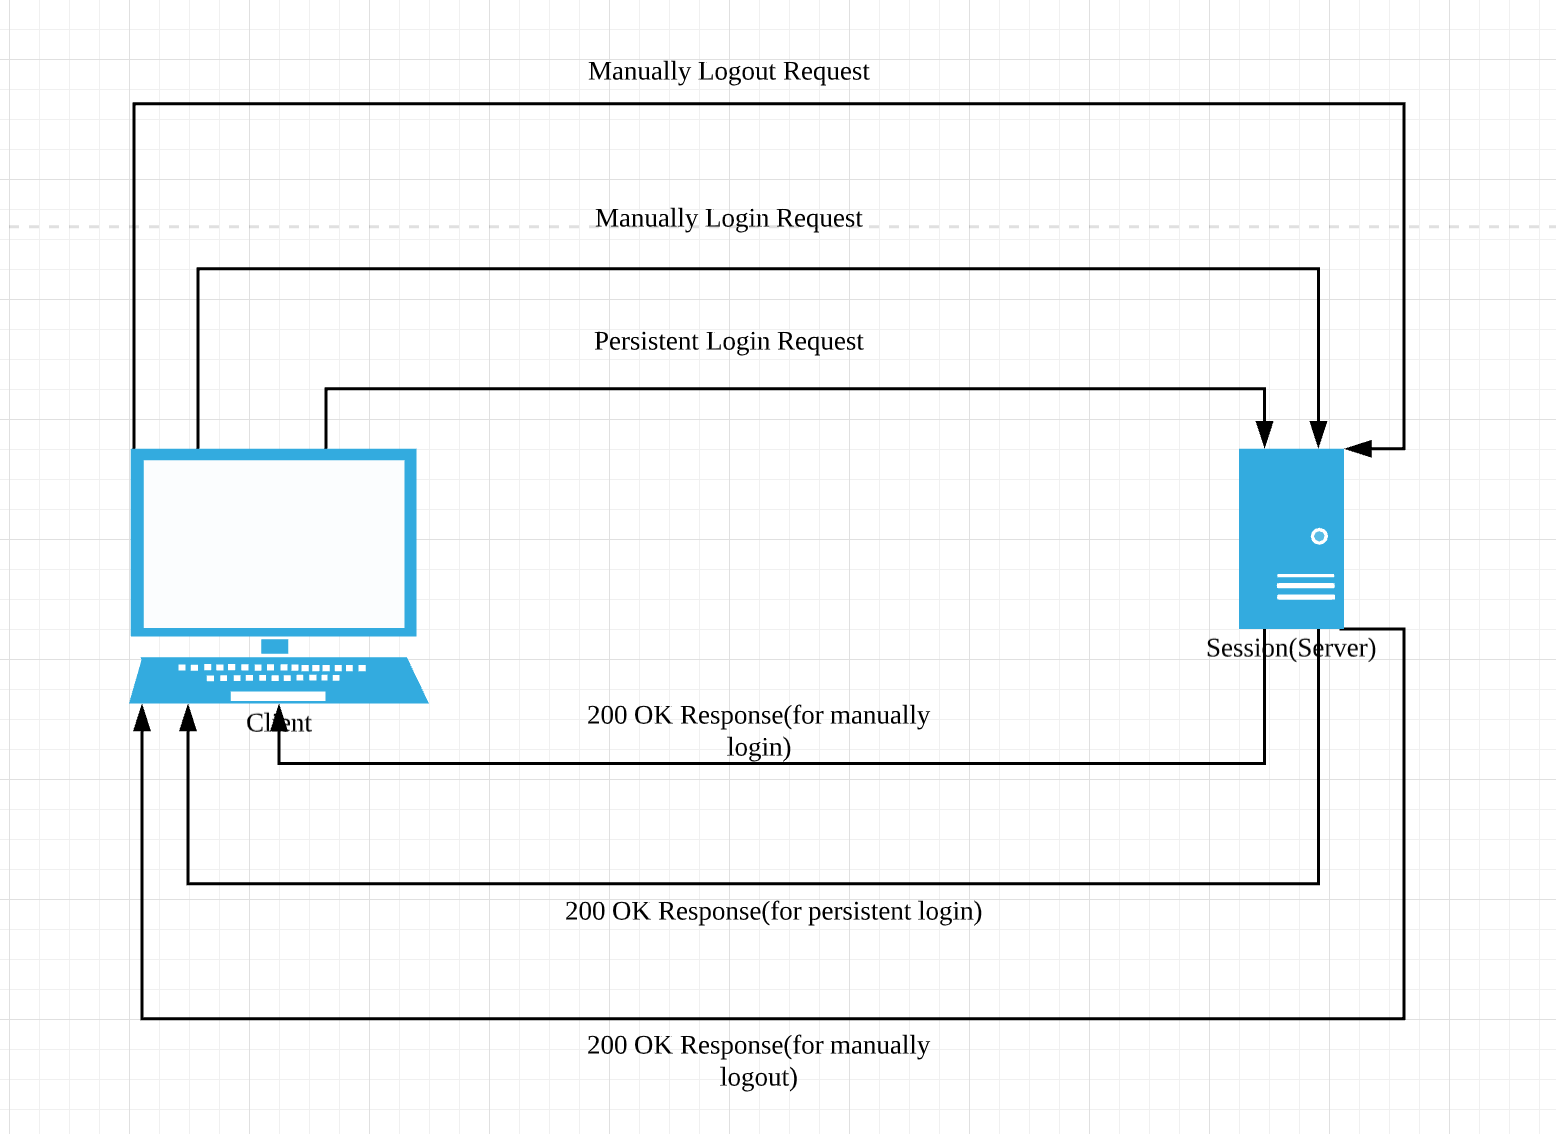 Manually Logout Request
Manually Login Request
Persistent Login Request
Session(Server)
Client
200 OK Response(for manually
login)
200 OK Response(for persistent login)
200 OK Response(for manually
logout)